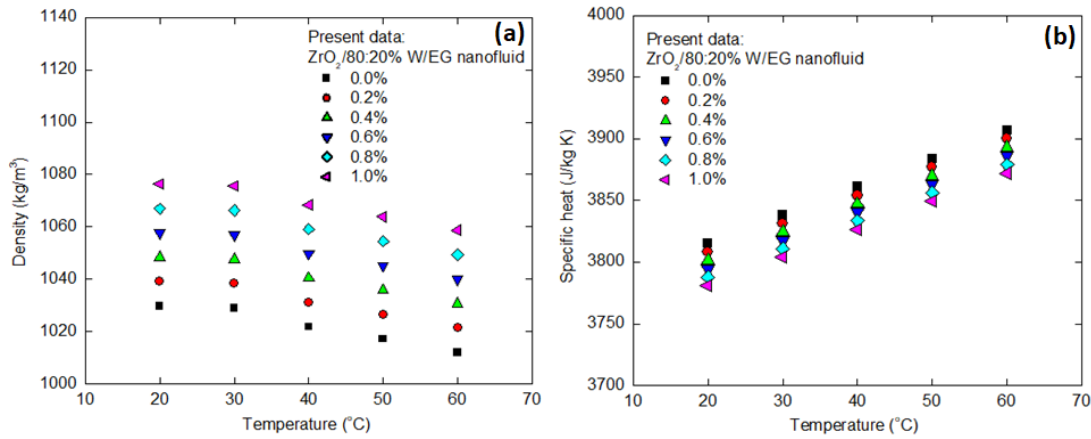 (a)
Present data:
ZrO₂/80:20% W/EG nanofluid
0.0%
0.2%
0.4%
0.6%
0.8%
1.0%
1140
1120
1100
1080
1060
1040
1020
1000
Density (kg/m³)
10 20 30 40 50 60 70
Temperature (°C)
(b)
Present data:
ZrO₂/80:20% W/EG nanofluid
0.0%
0.2%
0.4%
0.6%
0.8%
1.0%
4000
3950
3900
3850
3800
3750
3700
Specific heat (J/kg K)
10 20 30 40 50 60 70
Temperature (°C)